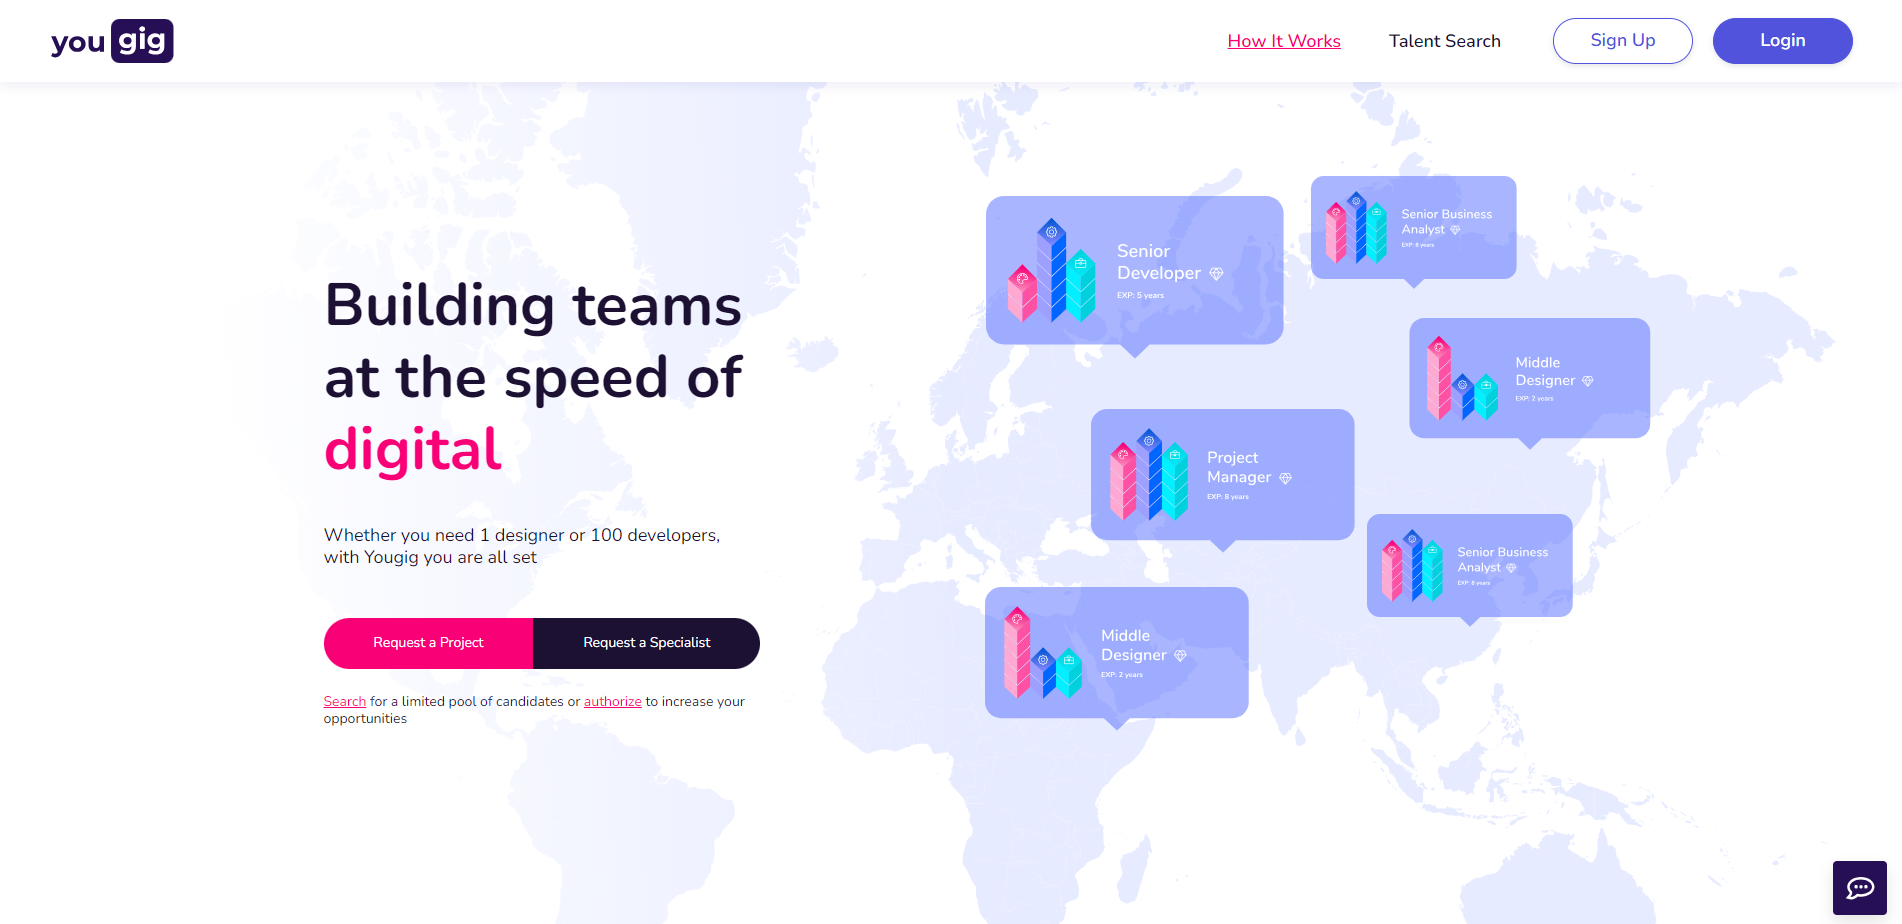 you gig
How It Works
Talent Search
Sign Up
Login
Building teams
at the speed of
digital
Whether you need 1 designer or 100 developers,
with Yougig you are all set
Request a Project
Request a Specialist
Search for a limited pool of candidates or authorize to increase your
opportunities
Senior
Developer
EXP: 5 years
Senior Business
Analyst
EXP: 8 years
Middle
Designer
EXP: 2 years
Project
Manager
EXP: 8 years
Senior Business
Analyst
EXP: 8 years
Middle
Designer
EXP: 2 years